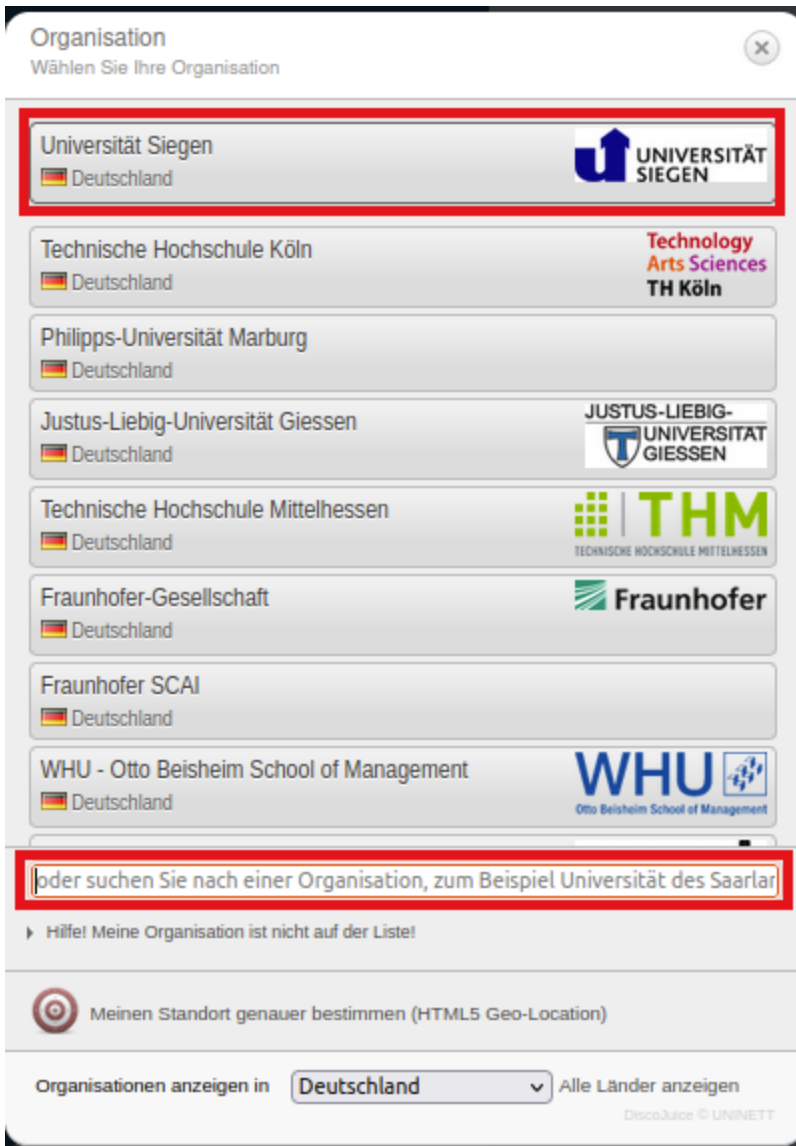 Organisation
Wählen Sie Ihre Organisation
Universität Siegen
Deutschland
UNIVERSITÄT
SIEGEN
Technische Hochschule Köln
Deutschland
Technology
Arts Sciences
TH Köln
Philipps-Universität Marburg
Deutschland
Justus-Liebig-Universität Giessen
Deutschland
JUSTUS-LIEBIG-
UNIVERSITÄT
GIESSEN
Technische Hochschule Mittelhessen
Deutschland
THM
TECHNISCHE HOCHSCHULE MITTELHESSEN
Fraunhofer-Gesellschaft
Deutschland
Fraunhofer
Fraunhofer SCAI
Deutschland
WHU - Otto Beisheim School of Management
Deutschland
WHU
Otto Beisheim School of Management
oder suchen Sie nach einer Organisation, zum Beispiel Universität des Saarlan
Hilfe! Meine Organisation ist nicht auf der Liste!
Meinen Standort genauer bestimmen (HTML5 Geo-Location)
Organisationen anzeigen in Deutschland Alle Länder anzeigen
DiscoJuice © UNINETT